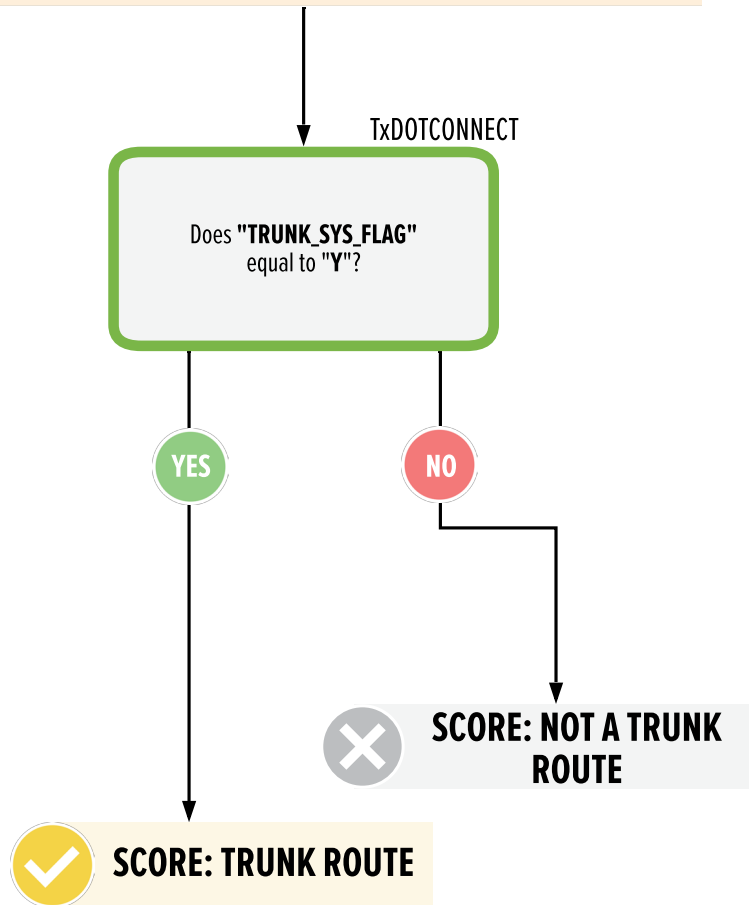 TxDOTCONNECT
Does "TRUNK_SYS_FLAG"
equal to "Y"?
YES
NO
SCORE: NOT A TRUNK
ROUTE
SCORE: TRUNK ROUTE